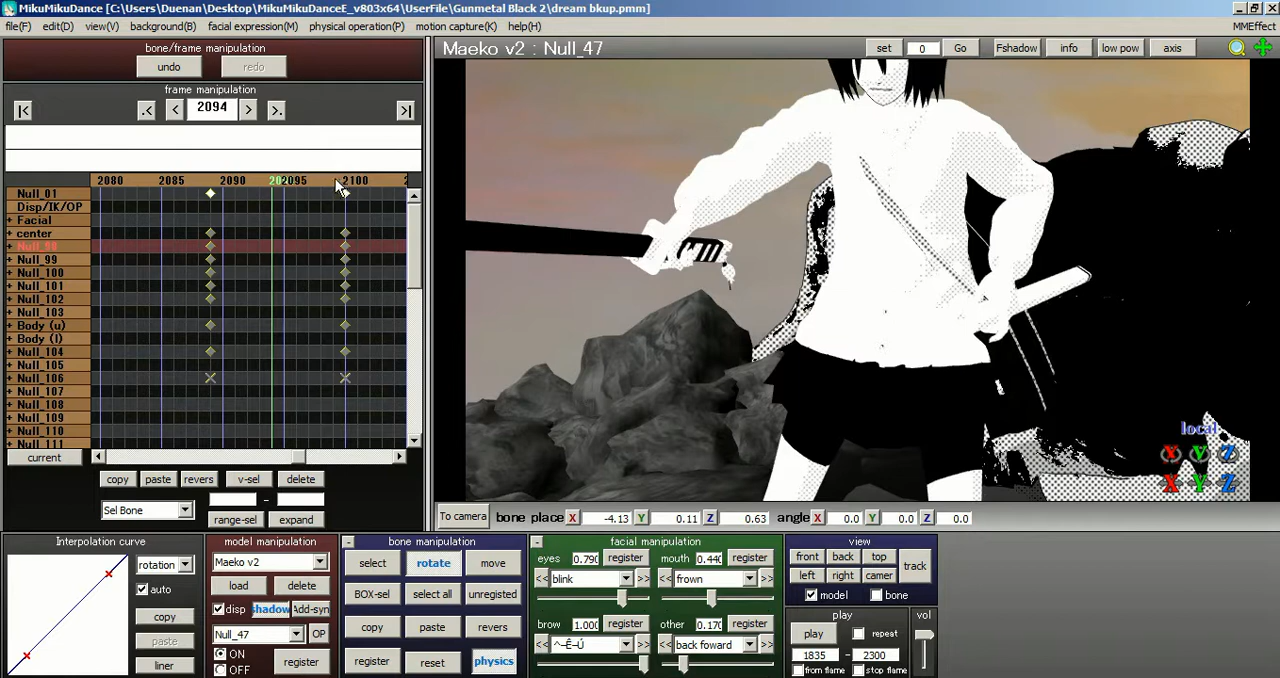 MikuMikuDance [C:\Users\Duenan\Desktop\MikuMikuDanceE_v803x64\UserFile\Gunmetal Black 2\dream bkup.pmm]
file(F) edit(D) view(V) background(B) facial expression(M) physical operation(P) motion capture(K) help(H) MMEffect
bone/frame manipulation
undo redo
frame manipulation
.< < 2094 > >.
2080 2085 2090 2095 2100
Null_01
Disp/IK/OP
+ Facial
+ center
+ Null_98
+ Null_99
+ Null_100
+ Null_101
+ Null_102
+ Null_103
+ Body (u)
+ Body (l)
+ Null_104
+ Null_105
+ Null_106
+ Null_107
+ Null_108
+ Null_109
+ Null_110
+ Null_111
current
copy paste revers v-sel delete
Sel Bone -
range-sel expand
Maeko v2 : Null_47 set 0 Go Fshadow info low pow axis
local
X Y Z
X Y Z
To camera bone place X -4.13 Y 0.11 Z 0.63 angle X 0.0 Y 0.0 Z 0.0
Interpolation curve
rotation
auto
copy
paste
liner
model manipulation
Maeko v2
load delete
disp shadow Add-syn
Null_47 OP
ON
OFF
register
bone manipulation
select rotate move
BOX-sel select all unregisted
copy paste revers
register reset physics
facial manipulation
eyes 0.790 register mouth 0.440 register
<< blink >> << frown >>
brow 1.000 register other 0.170 register
<< ^-Ê-Ú >> << back foward >>
view
front back top
left right camer
track
model bone
play
play repeat
1835 - 2300
from flame stop flame
vol